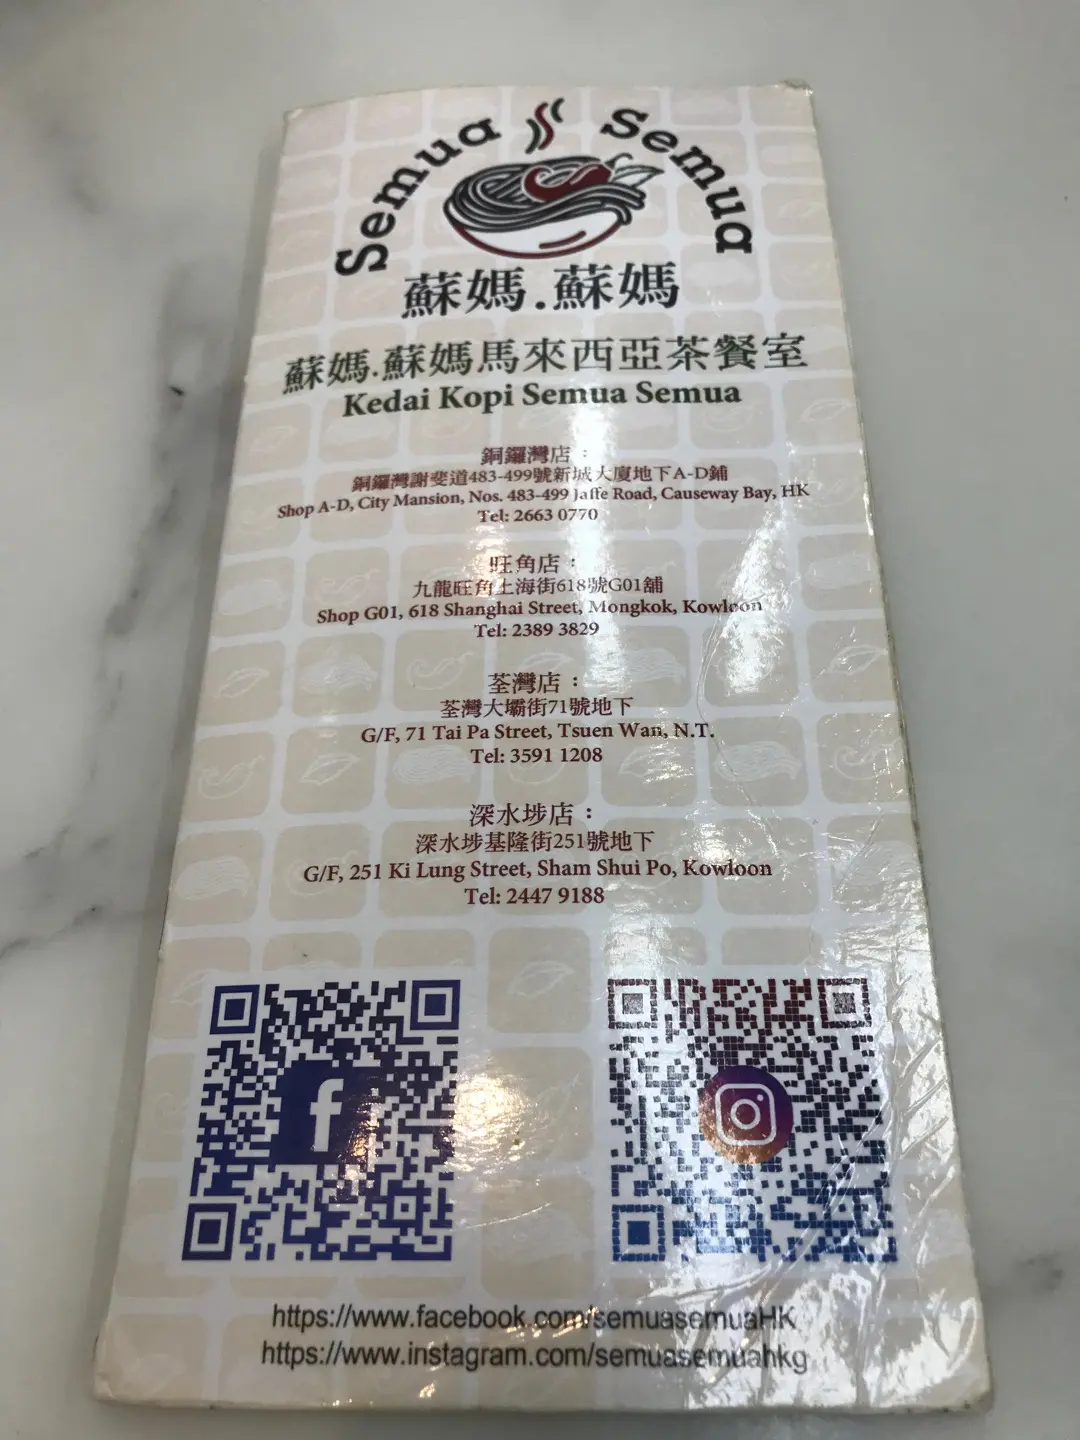 Semua Semua
蘇媽.蘇媽
蘇媽.蘇媽馬來西亞茶餐室
Kedai Kopi Semua Semua
銅鑼灣店：
銅鑼灣謝斐道483-499號新城大廈地下A-D鋪
Shop A-D, City Mansion, Nos. 483-499 Jaffe Road, Causeway Bay, HK
Tel: 2663 0770
旺角店：
九龍旺角上海街618號G01舖
Shop G01, 618 Shanghai Street, Mongkok, Kowloon
Tel: 2389 3829
荃灣店：
荃灣大壩街71號地下
G/F, 71 Tai Pa Street, Tsuen Wan, N.T.
Tel: 3591 1208
深水埗店：
深水埗基隆街251號地下
G/F, 251 Ki Lung Street, Sham Shui Po, Kowloon
Tel: 2447 9188
https://www.facebook.com/semuasemuaHK
https://www.instagram.com/semuasemuahkg